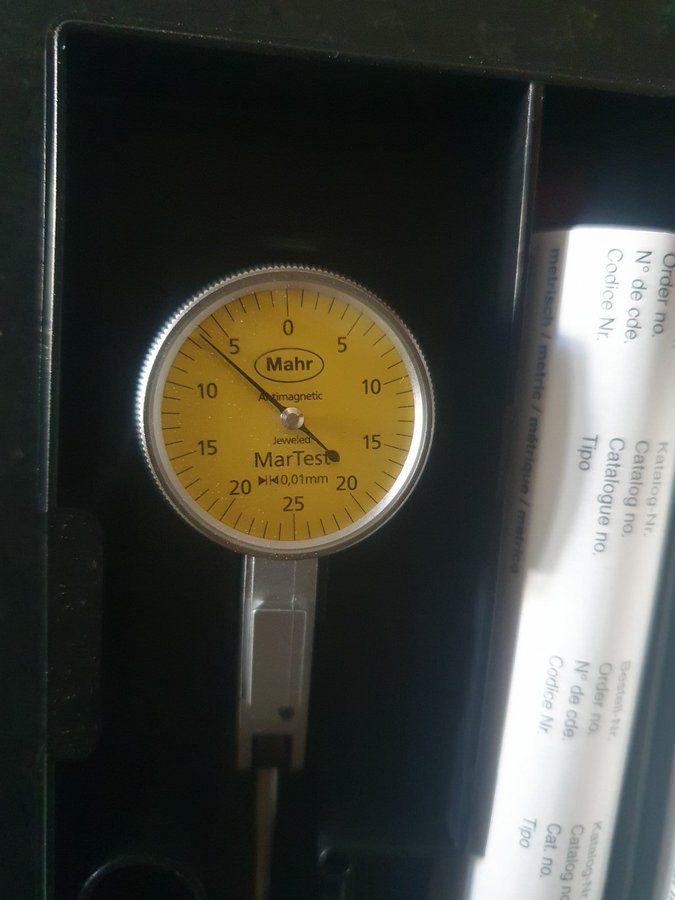 0
5
5
10
10
15
15
20
20
25
Mahr
Antimagnetic
Jeweled
MarTest
0,01mm
metrisch / metric / métrique / metrico
Order no.
N° de cde.
Codice Nr.
Katalog-Nr.
Catalog no.
Catalogue no.
Tipo
Bestell-Nr.
Order no.
N° de cde.
Codice Nr.
Katalog-Nr.
Catalog no
Cat. no.
Tipo